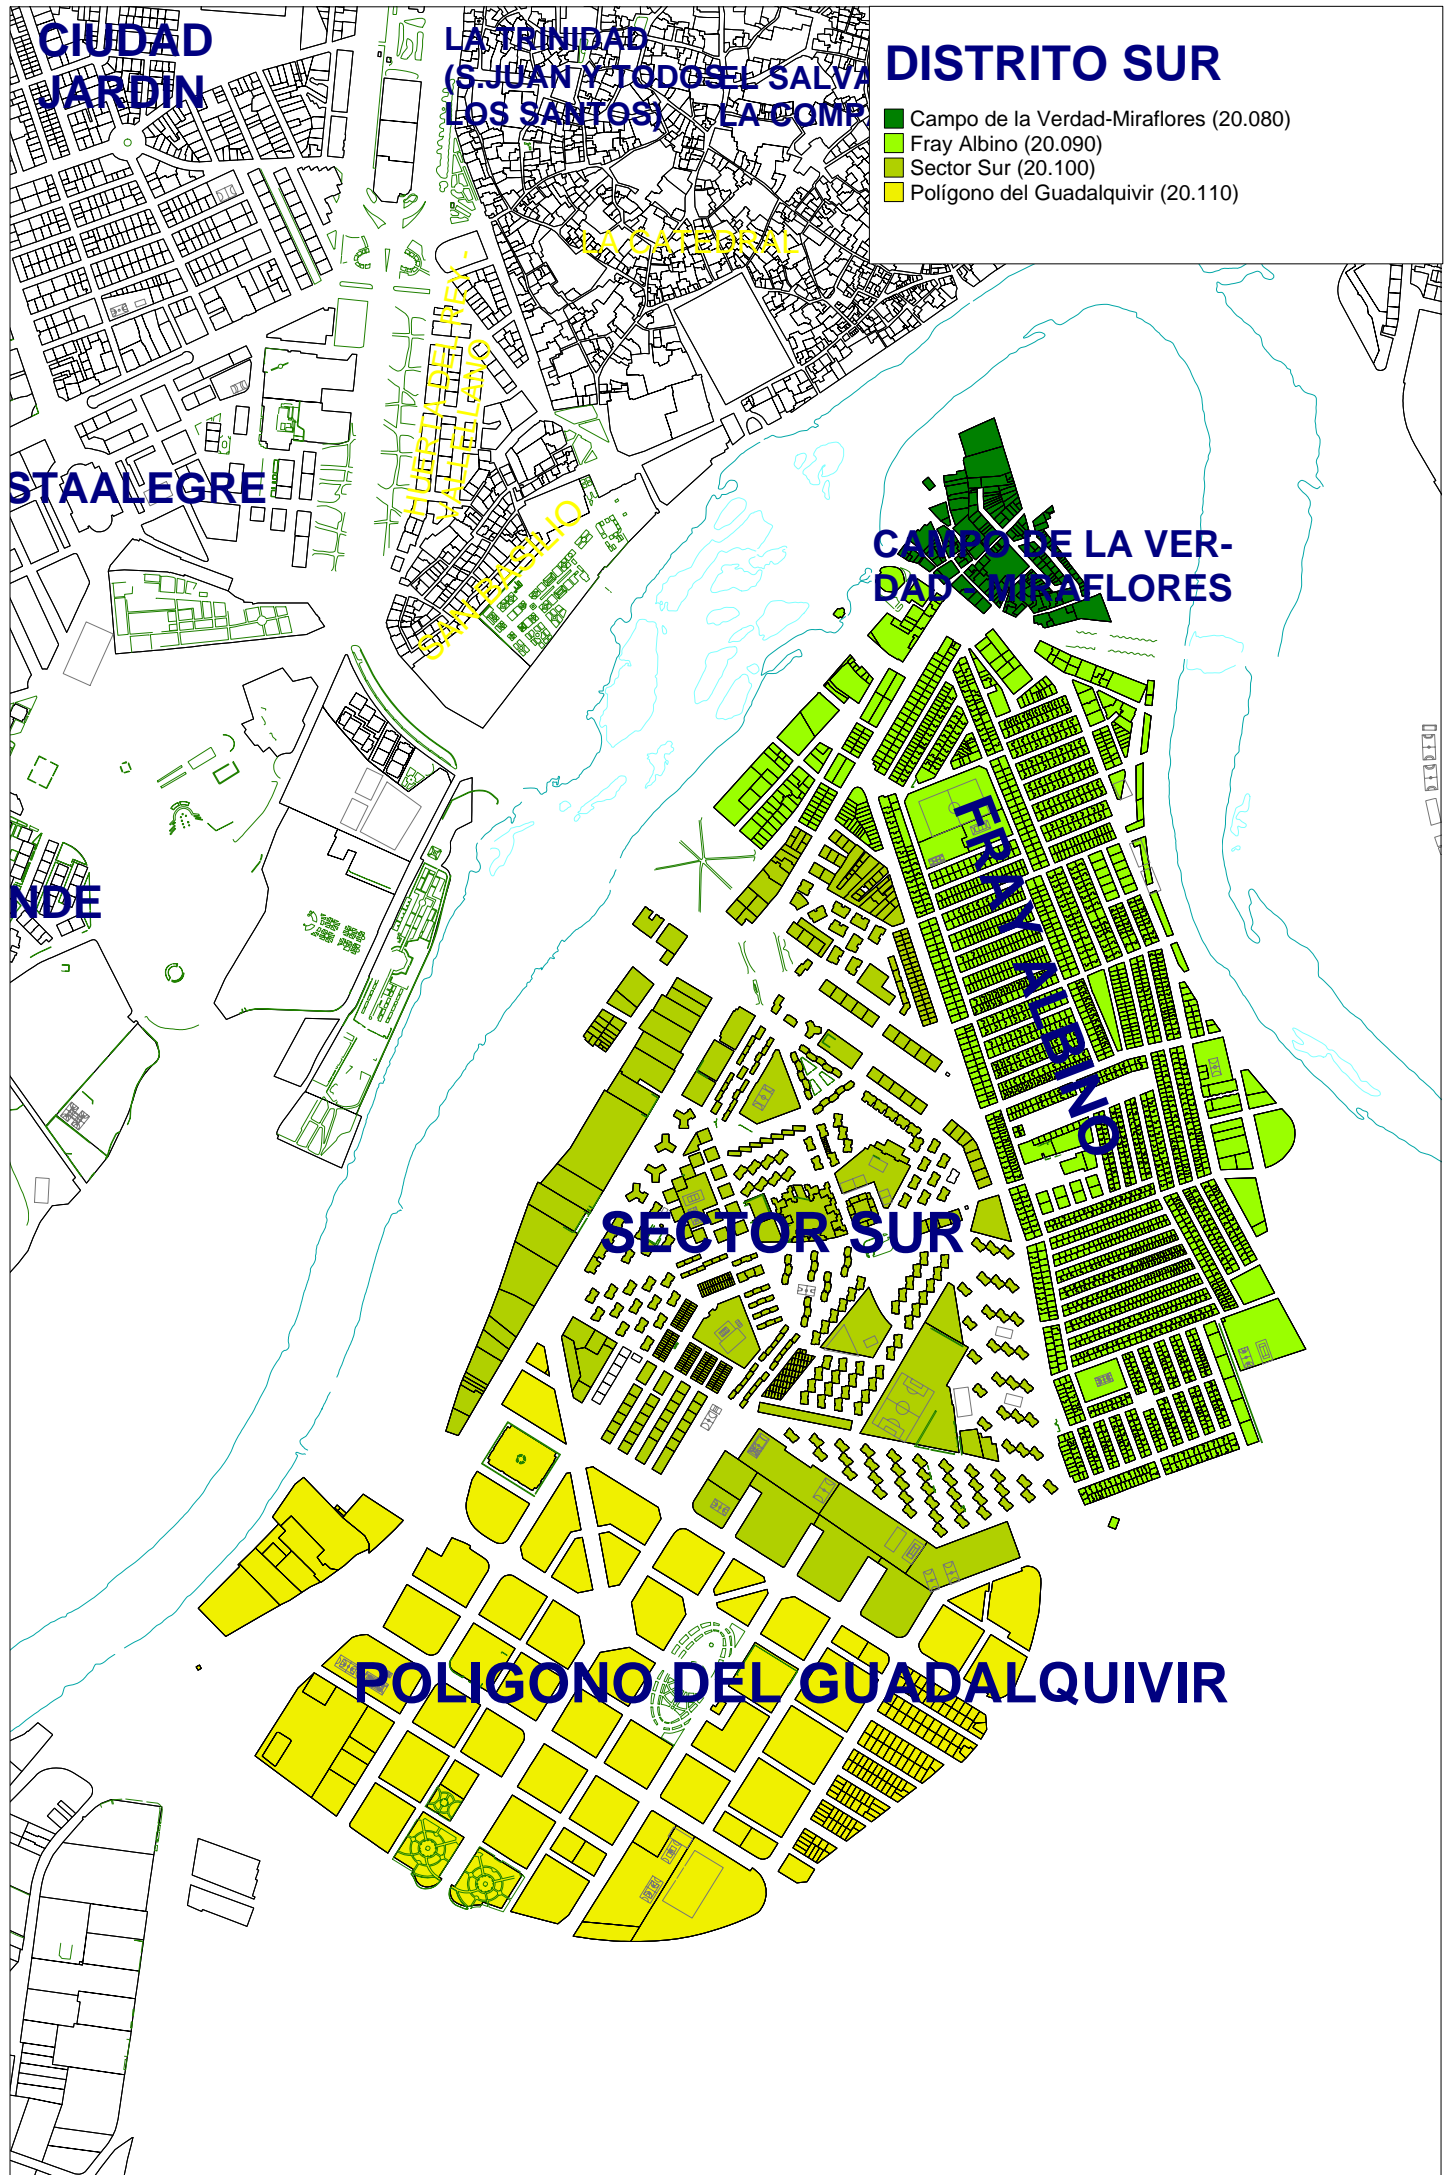 CIUDAD
JARDIN
LA TRINIDAD
(S.JUAN Y TODOS
LOS SANTOS)
EL SALVA
LA COMP
DISTRITO SUR
Campo de la Verdad-Miraflores (20.080)
Fray Albino (20.090)
Sector Sur (20.100)
Polígono del Guadalquivir (20.110)
LA CATEDRAL
HUERTA DEL REY -
VALLELLANO
STAALEGRE
SAN BASILIO
CAMPO DE LA VER-
DAD - MIRAFLORES
FRAY ALBINO
NDE
SECTOR SUR
POLIGONO DEL GUADALQUIVIR